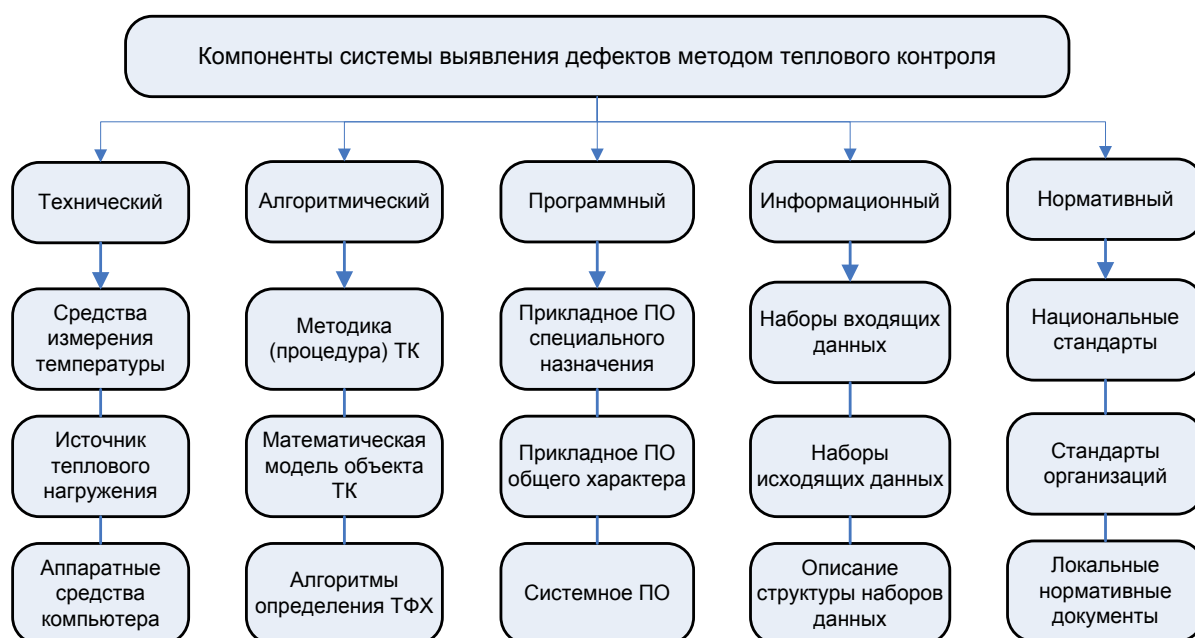 Компоненты системы выявления дефектов методом теплового контроля
Технический
Алгоритмический
Программный
Информационный
Нормативный
Средства
измерения
температуры
Методика
(процедура) ТК
Прикладное ПО
специального
назначения
Наборы входящих
данных
Национальные
стандарты
Источник
теплового
нагружения
Математическая
модель объекта
ТК
Прикладное ПО
общего характера
Наборы
исходящих данных
Стандарты
организаций
Аппаратные
средства
компьютера
Алгоритмы
определения ТФХ
Системное ПО
Описание
структуры наборов
данных
Локальные
нормативные
документы